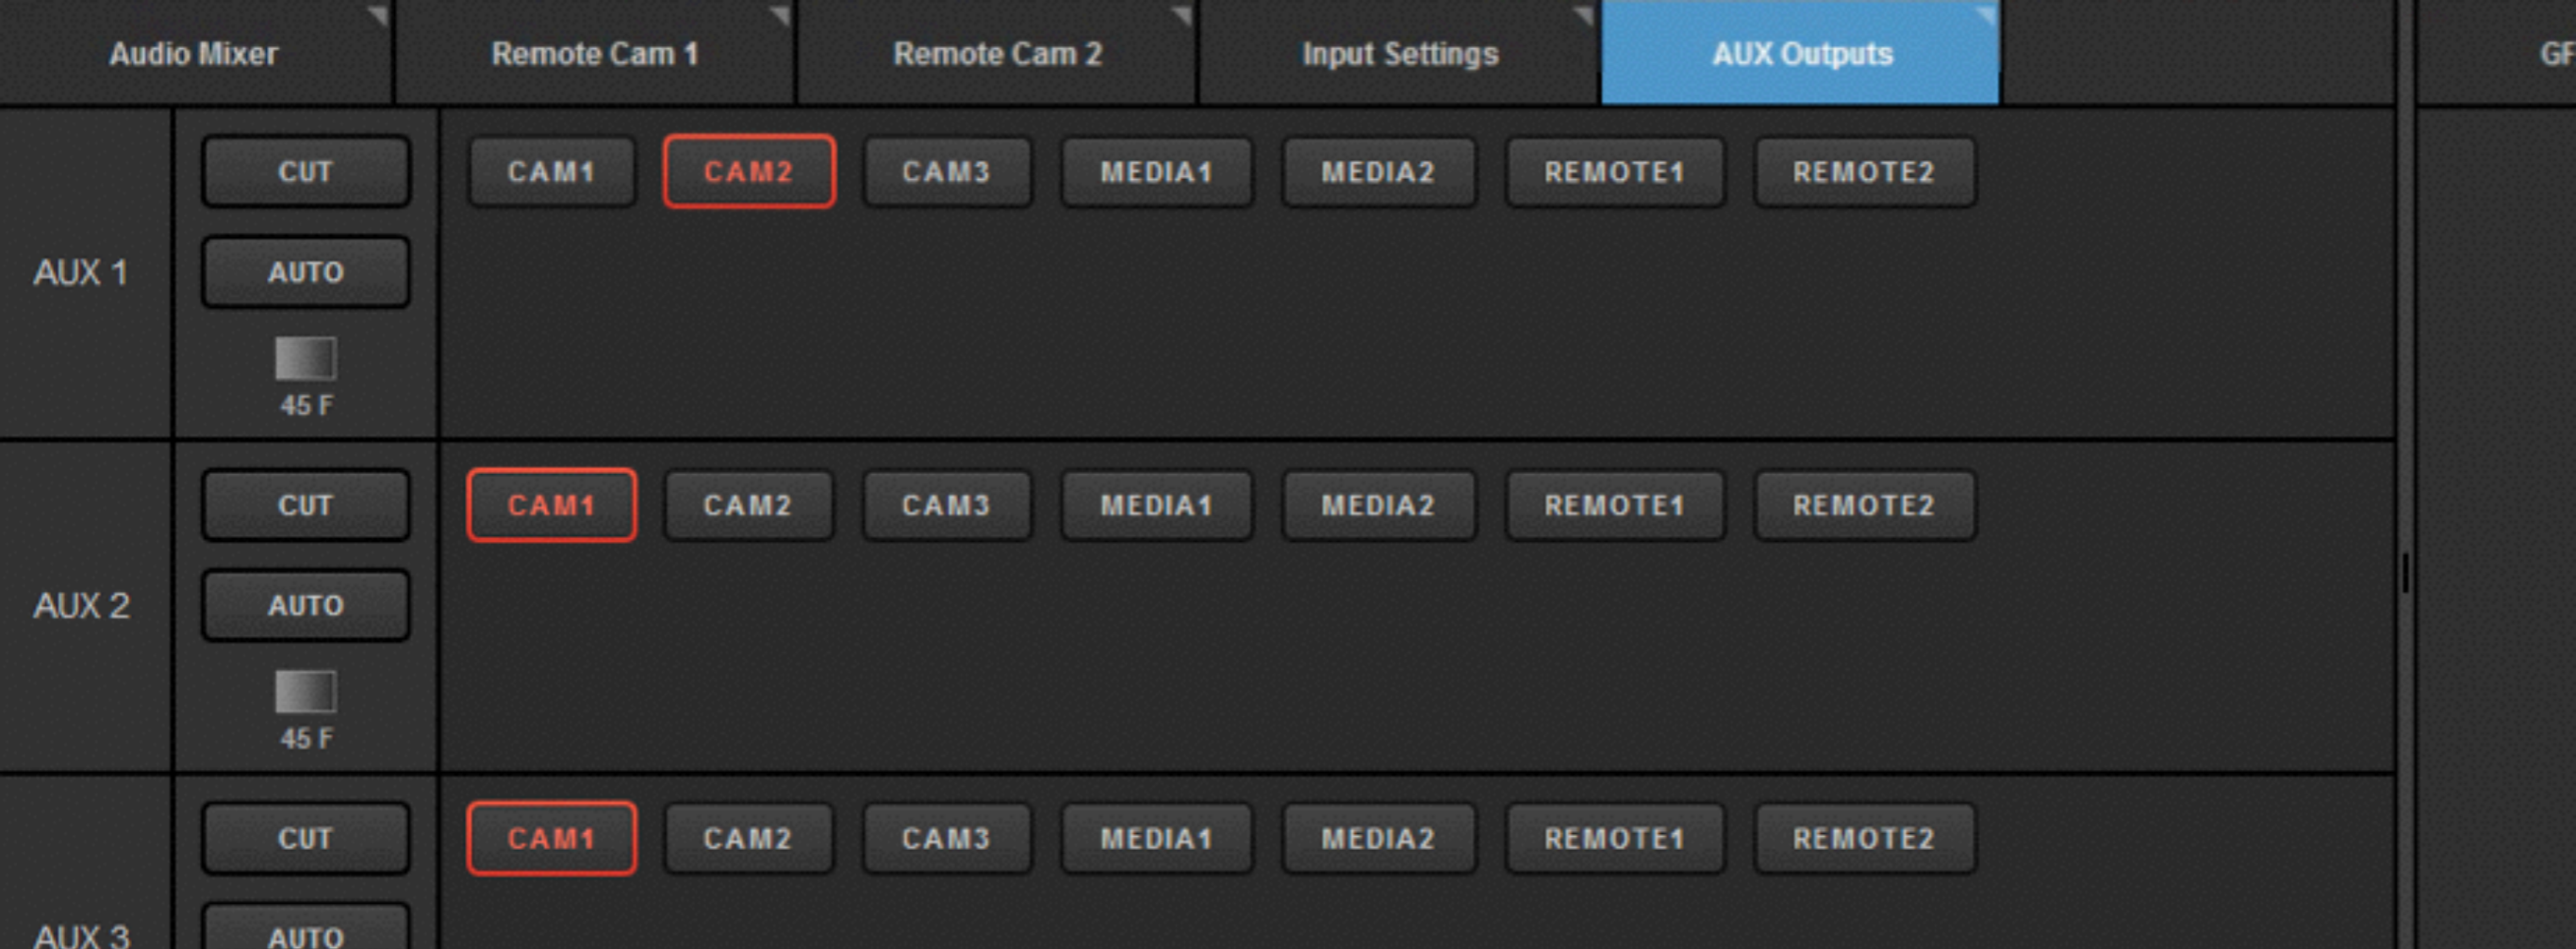 Audio Mixer Remote Cam 1 Remote Cam 2 Input Settings AUX Outputs
CUT CAM1 CAM2 CAM3 MEDIA1 MEDIA2 REMOTE1 REMOTE2
AUX 1 AUTO
45 F
CUT CAM1 CAM2 CAM3 MEDIA1 MEDIA2 REMOTE1 REMOTE2
AUX 2 AUTO
45 F
CUT CAM1 CAM2 CAM3 MEDIA1 MEDIA2 REMOTE1 REMOTE2
AUX 3 AUTO